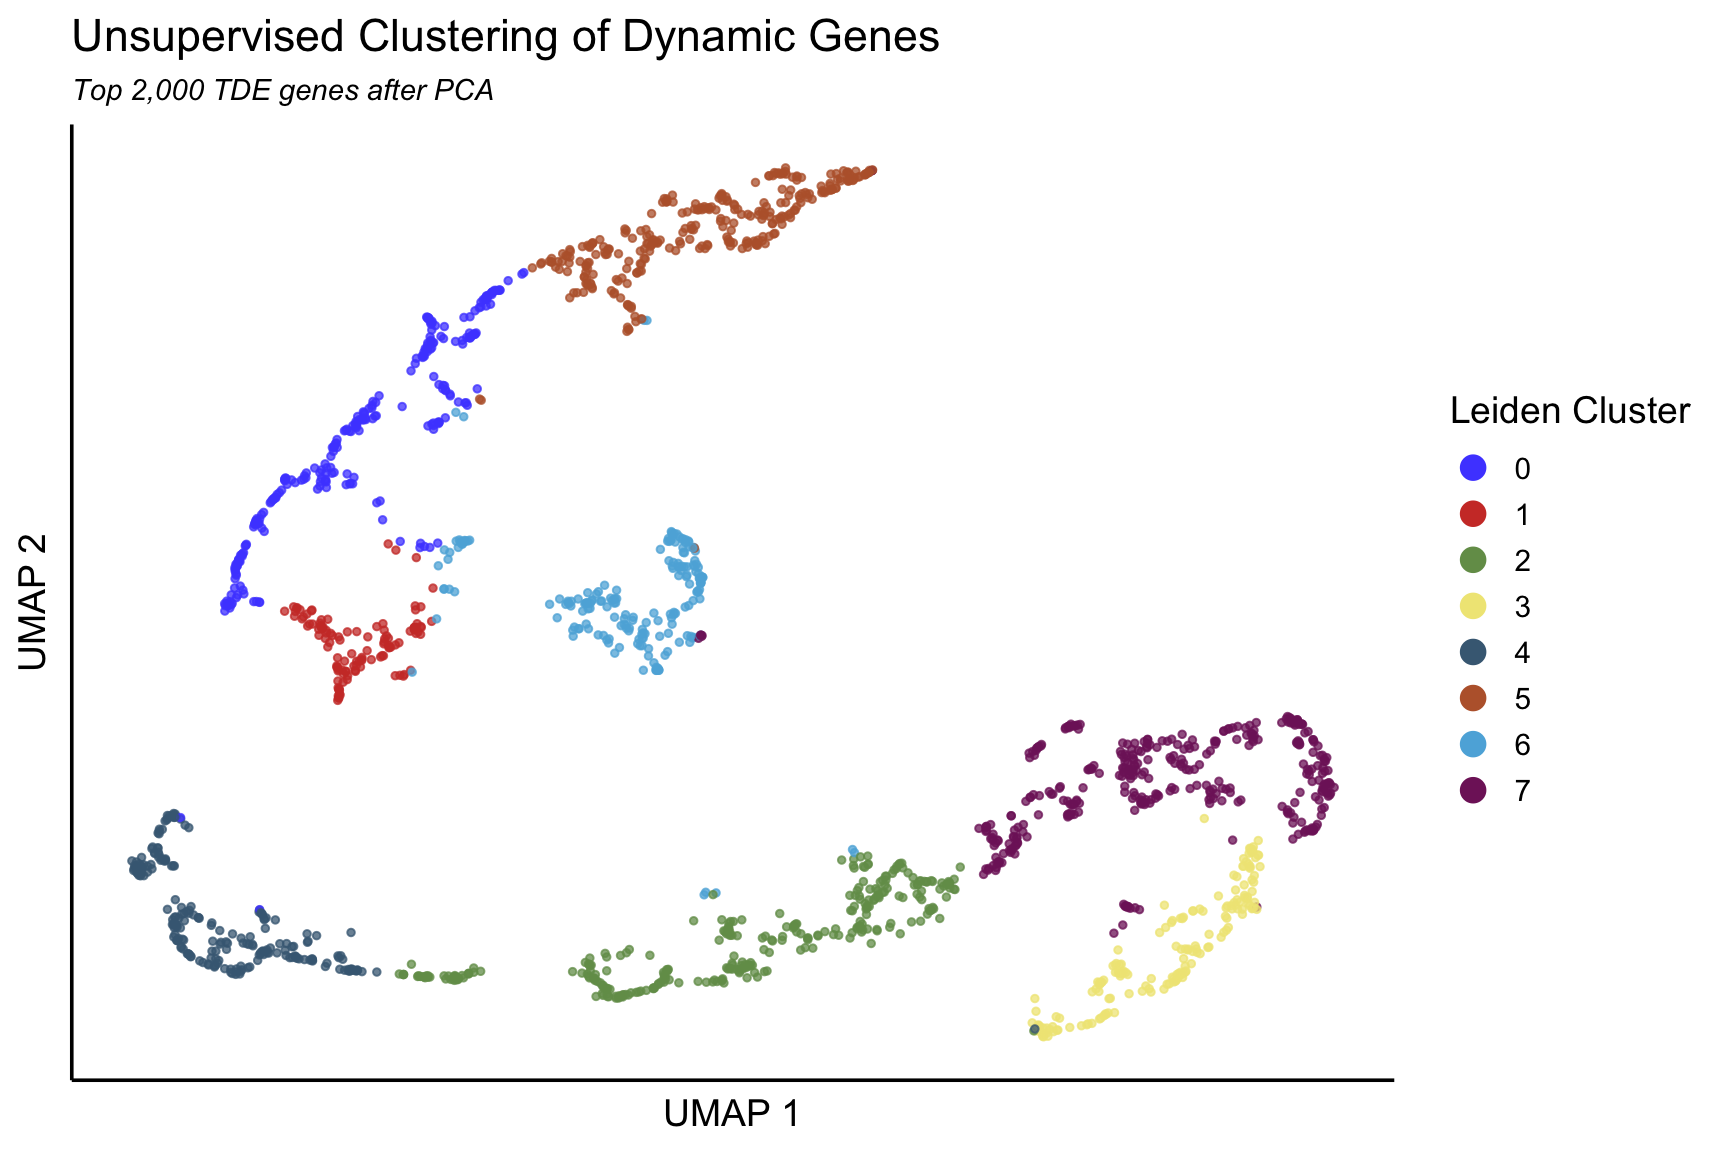 Unsupervised Clustering of Dynamic Genes
Top 2,000 TDE genes after PCA
UMAP 2
UMAP 1
Leiden Cluster
0
1
2
3
4
5
6
7